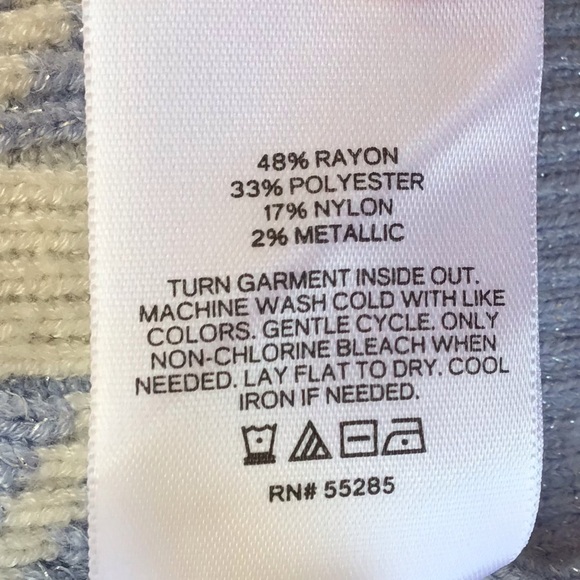 48% RAYON
33% POLYESTER
17% NYLON
2% METALLIC
TURN GARMENT INSIDE OUT.
MACHINE WASH COLD WITH LIKE
COLORS. GENTLE CYCLE. ONLY
NON-CHLORINE BLEACH WHEN
NEEDED. LAY FLAT TO DRY. COOL
IRON IF NEEDED.
RN# 55285